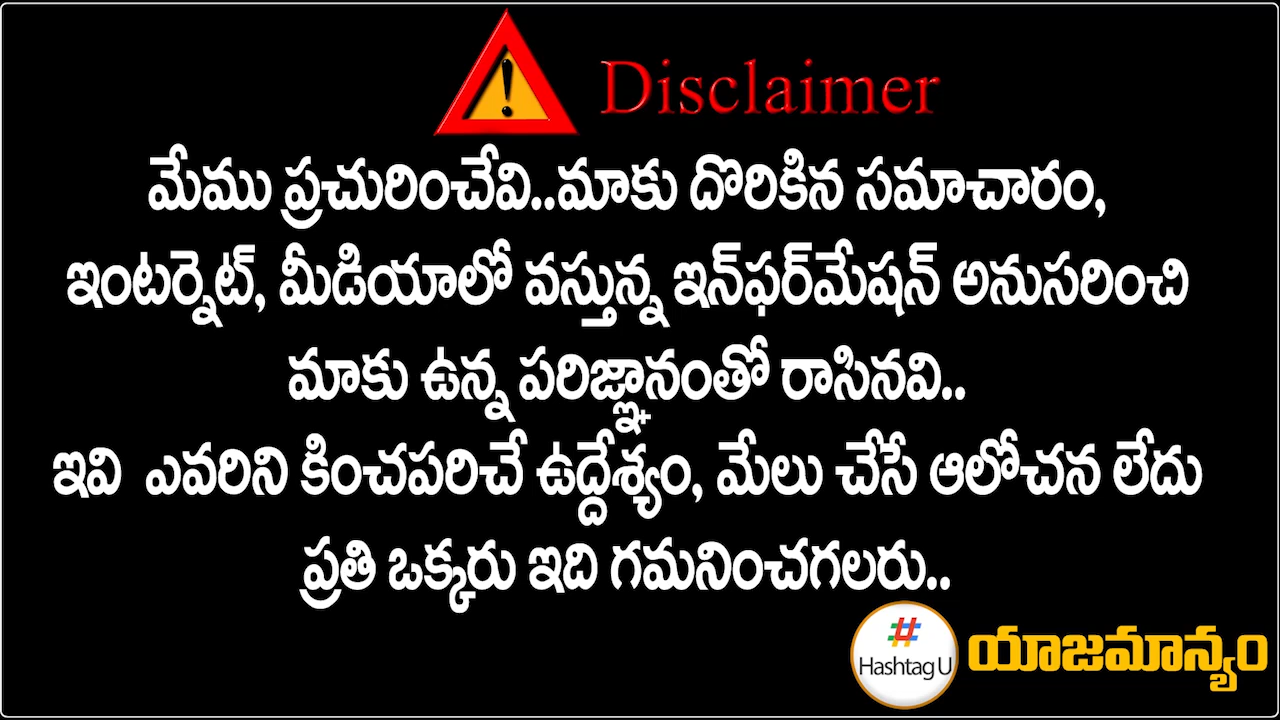 Disclaimer
మేము ప్రచురించేవి..మాకు దొరికిన సమాచారం,
ఇంటర్నెట్, మీడియాలో వస్తున్న ఇన్‌ఫర్‌మేషన్ అనుసరించి
మాకు ఉన్న పరిజ్ఞానంతో రాసినవి..
ఇవి ఎవరిని కించపరిచే ఉద్దేశ్యం, మేలు చేసే ఆలోచన లేదు
ప్రతి ఒక్కరు ఇది గమనించగలరు..
#
Hashtag U
యాజమాన్యం